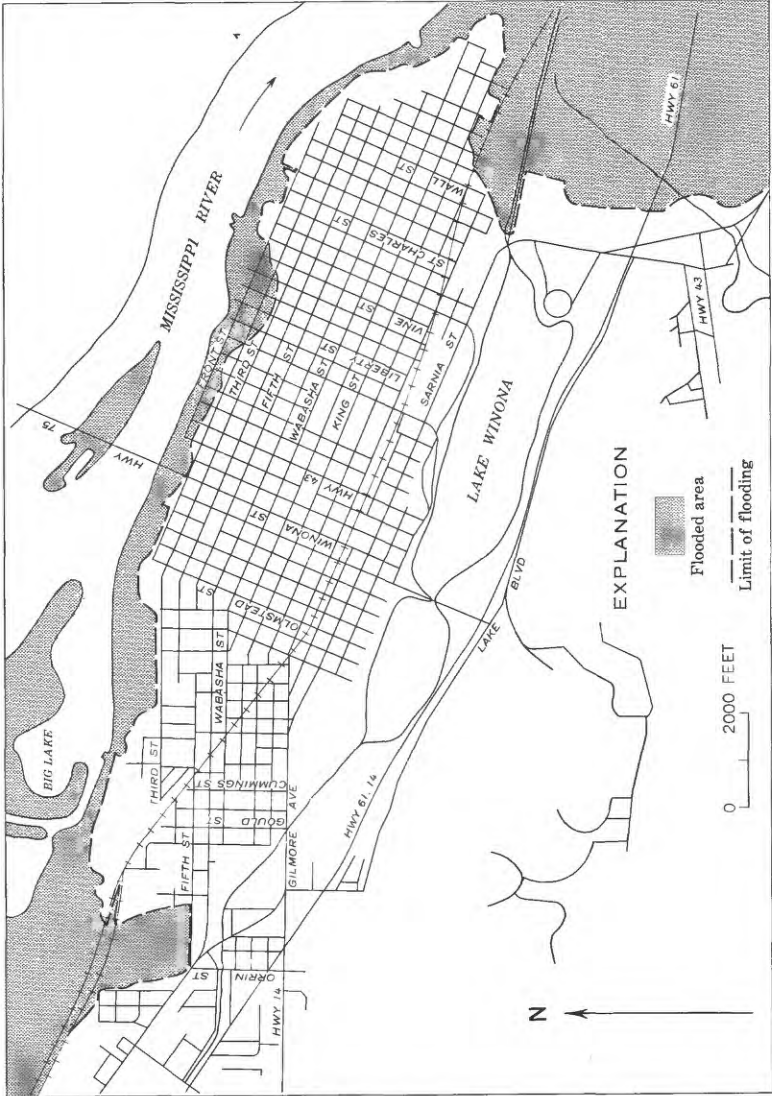 MISSISSIPPI RIVER
HWY 75
BIG LAKE
FRONT ST
THIRD ST
FIFTH ST
WABASHA ST
KING ST
SARNIA ST
WALL ST
ST CHARLES ST
VINE ST
LIBERTY ST
HWY 43
WINONA ST
OLMSTEAD ST
WABASHA ST
THIRD ST
CUMMINGS ST
GOULD ST
FIFTH ST
GILMORE AVE
ORRIN ST
HWY 14
HWY 61, 14
LAKE BLVD
LAKE WINONA
HWY 61
HWY 43
N
0 2000 FEET
EXPLANATION
Flooded area
Limit of flooding